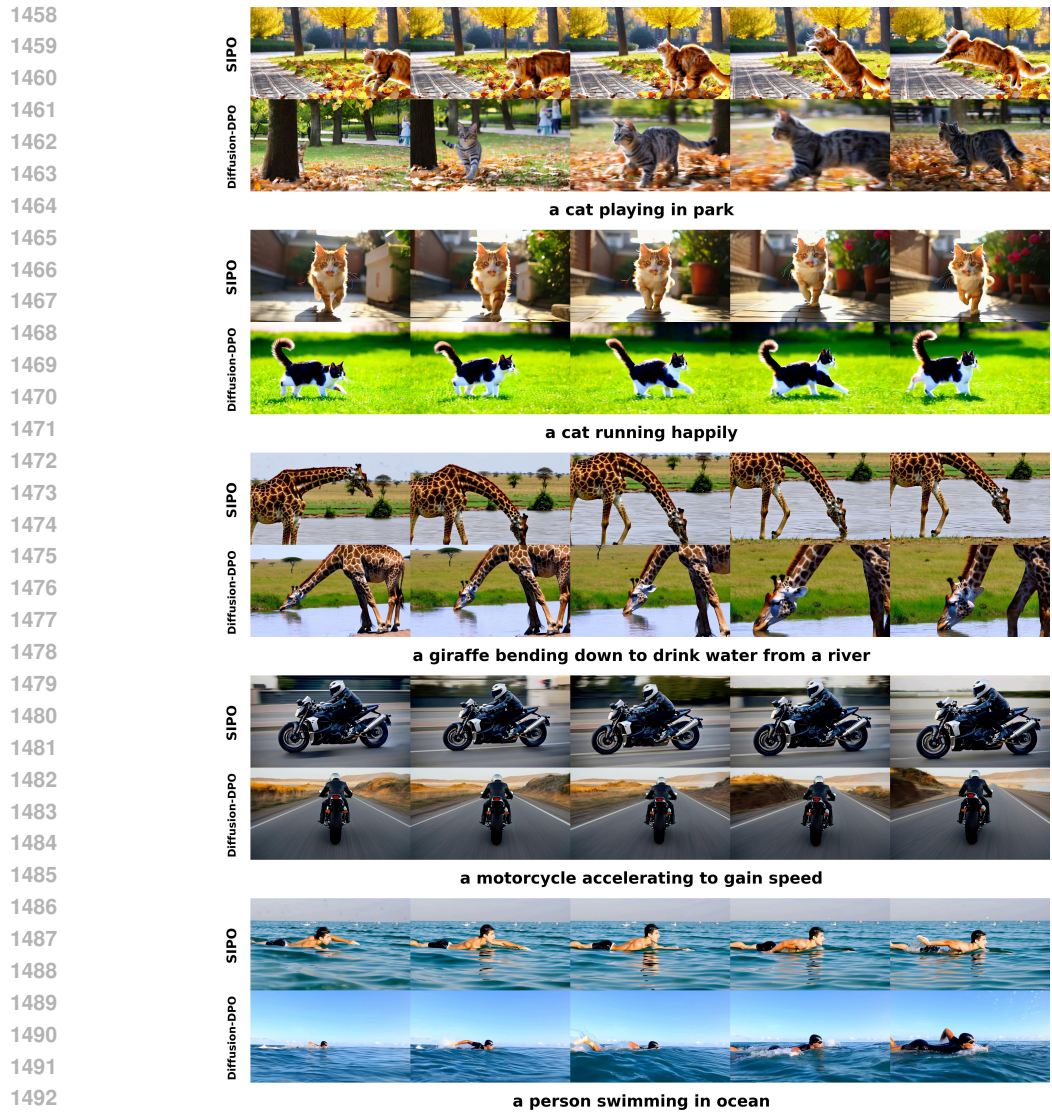 1458
1459
SIPO
1460
1461
1462
Diffusion-DPO
1463
1464
a cat playing in park
1465
1466
SIPO
1467
1468
1469
Diffusion-DPO
1470
1471
a cat running happily
1472
1473
SIPO
1474
1475
1476
Diffusion-DPO
1477
1478
a giraffe bending down to drink water from a river
1479
1480
SIPO
1481
1482
1483
Diffusion-DPO
1484
1485
a motorcycle accelerating to gain speed
1486
1487
SIPO
1488
1489
1490
Diffusion-DPO
1491
1492
a person swimming in ocean